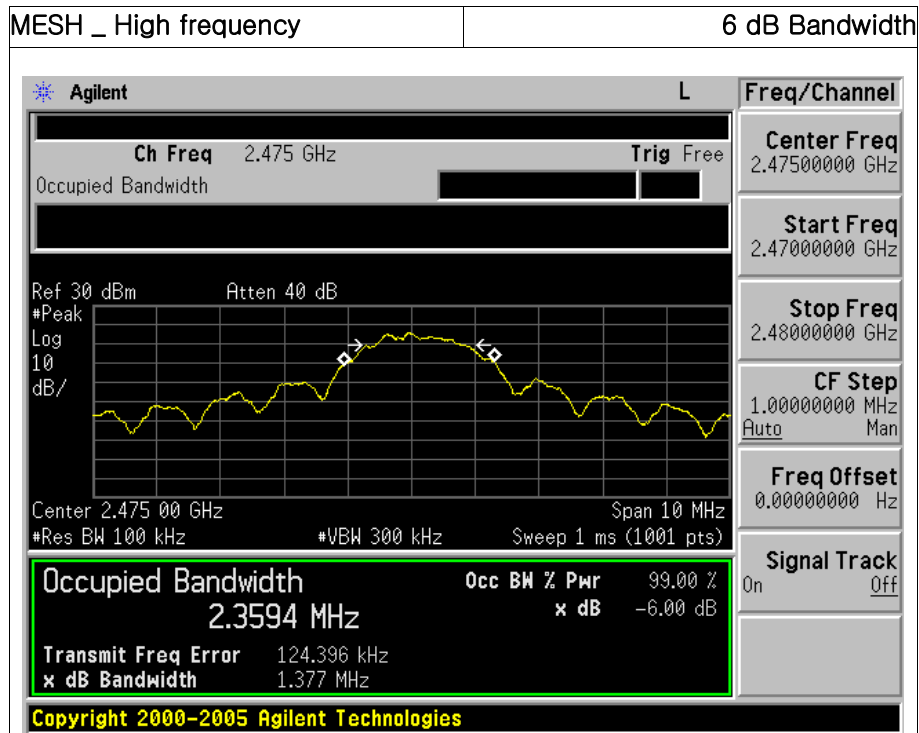 MESH _ High frequency 6 dB Bandwidth
Agilent L Freq/Channel
Ch Freq 2.475 GHz Trig Free
Occupied Bandwidth
Center Freq
2.47500000 GHz
Start Freq
2.47000000 GHz
Stop Freq
2.48000000 GHz
CF Step
1.00000000 MHz
Auto Man
Freq Offset
0.00000000 Hz
Signal Track
On Off
Ref 30 dBm Atten 40 dB
#Peak
Log
10
dB/
Center 2.475 00 GHz Span 10 MHz
#Res BW 100 kHz #VBW 300 kHz Sweep 1 ms (1001 pts)
Occupied Bandwidth Occ BW % Pwr 99.00 %
2.3594 MHz x dB -6.00 dB
Transmit Freq Error 124.396 kHz
x dB Bandwidth 1.377 MHz
Copyright 2000-2005 Agilent Technologies